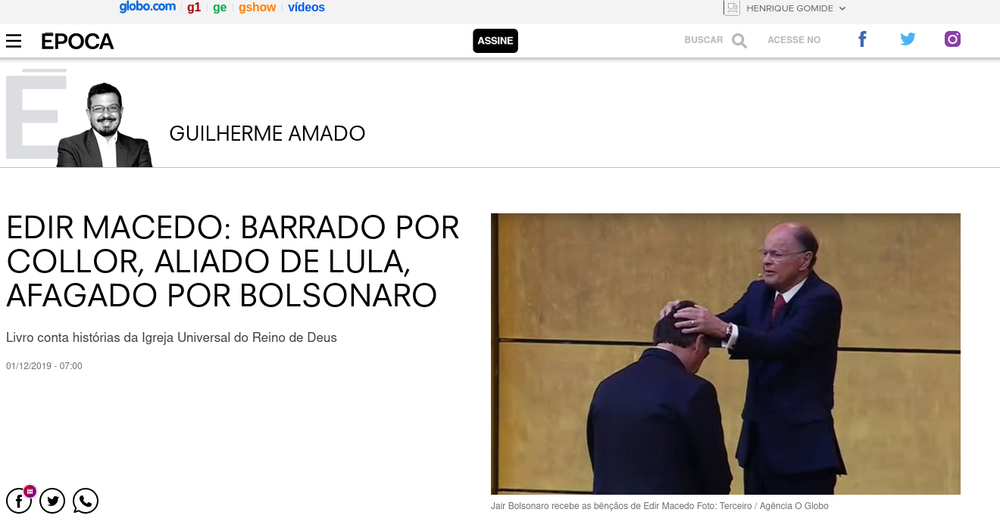 globo.com g1 ge gshow vídeos HENRIQUE GOMIDE
ÉPOCA ASSINE BUSCAR ACESSE NO
É
GUILHERME AMADO
EDIR MACEDO: BARRADO POR
COLLOR, ALIADO DE LULA,
AFAGADO POR BOLSONARO
Livro conta histórias da Igreja Universal do Reino de Deus
01/12/2019 - 07:00
Jair Bolsonaro recebe as bênçãos de Edir Macedo Foto: Terceiro / Agência O Globo